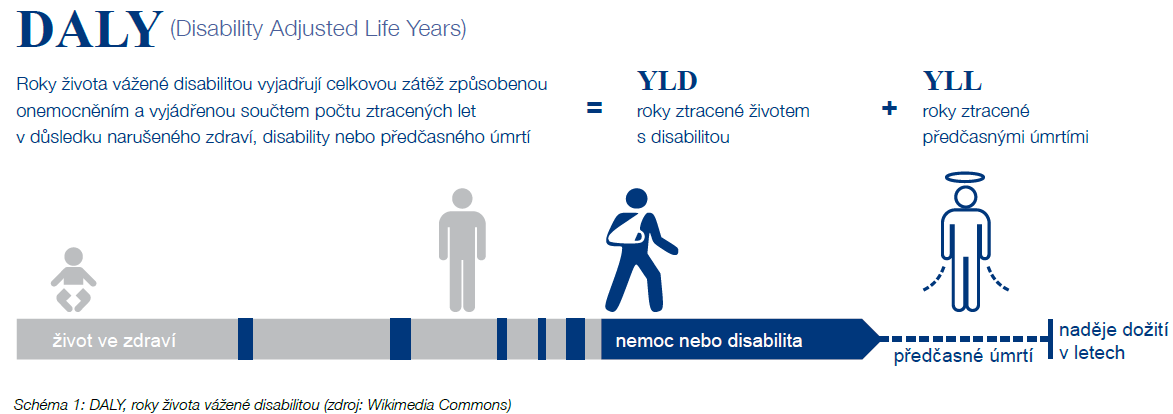 DALY (Disability Adjusted Life Years)
Roky života vážené disabilitou vyjadřují celkovou zátěž způsobenou
onemocněním a vyjádřenou součtem počtu ztracených let
v důsledku narušeného zdraví, disability nebo předčasného úmrtí
=
YLD
roky ztracené životem
s disabilitou
+
YLL
roky ztracené
předčasnými úmrtími
život ve zdraví
nemoc nebo disabilita
předčasné úmrtí
naděje dožití
v letech
Schéma 1: DALY, roky života vážené disabilitou (zdroj: Wikimedia Commons)